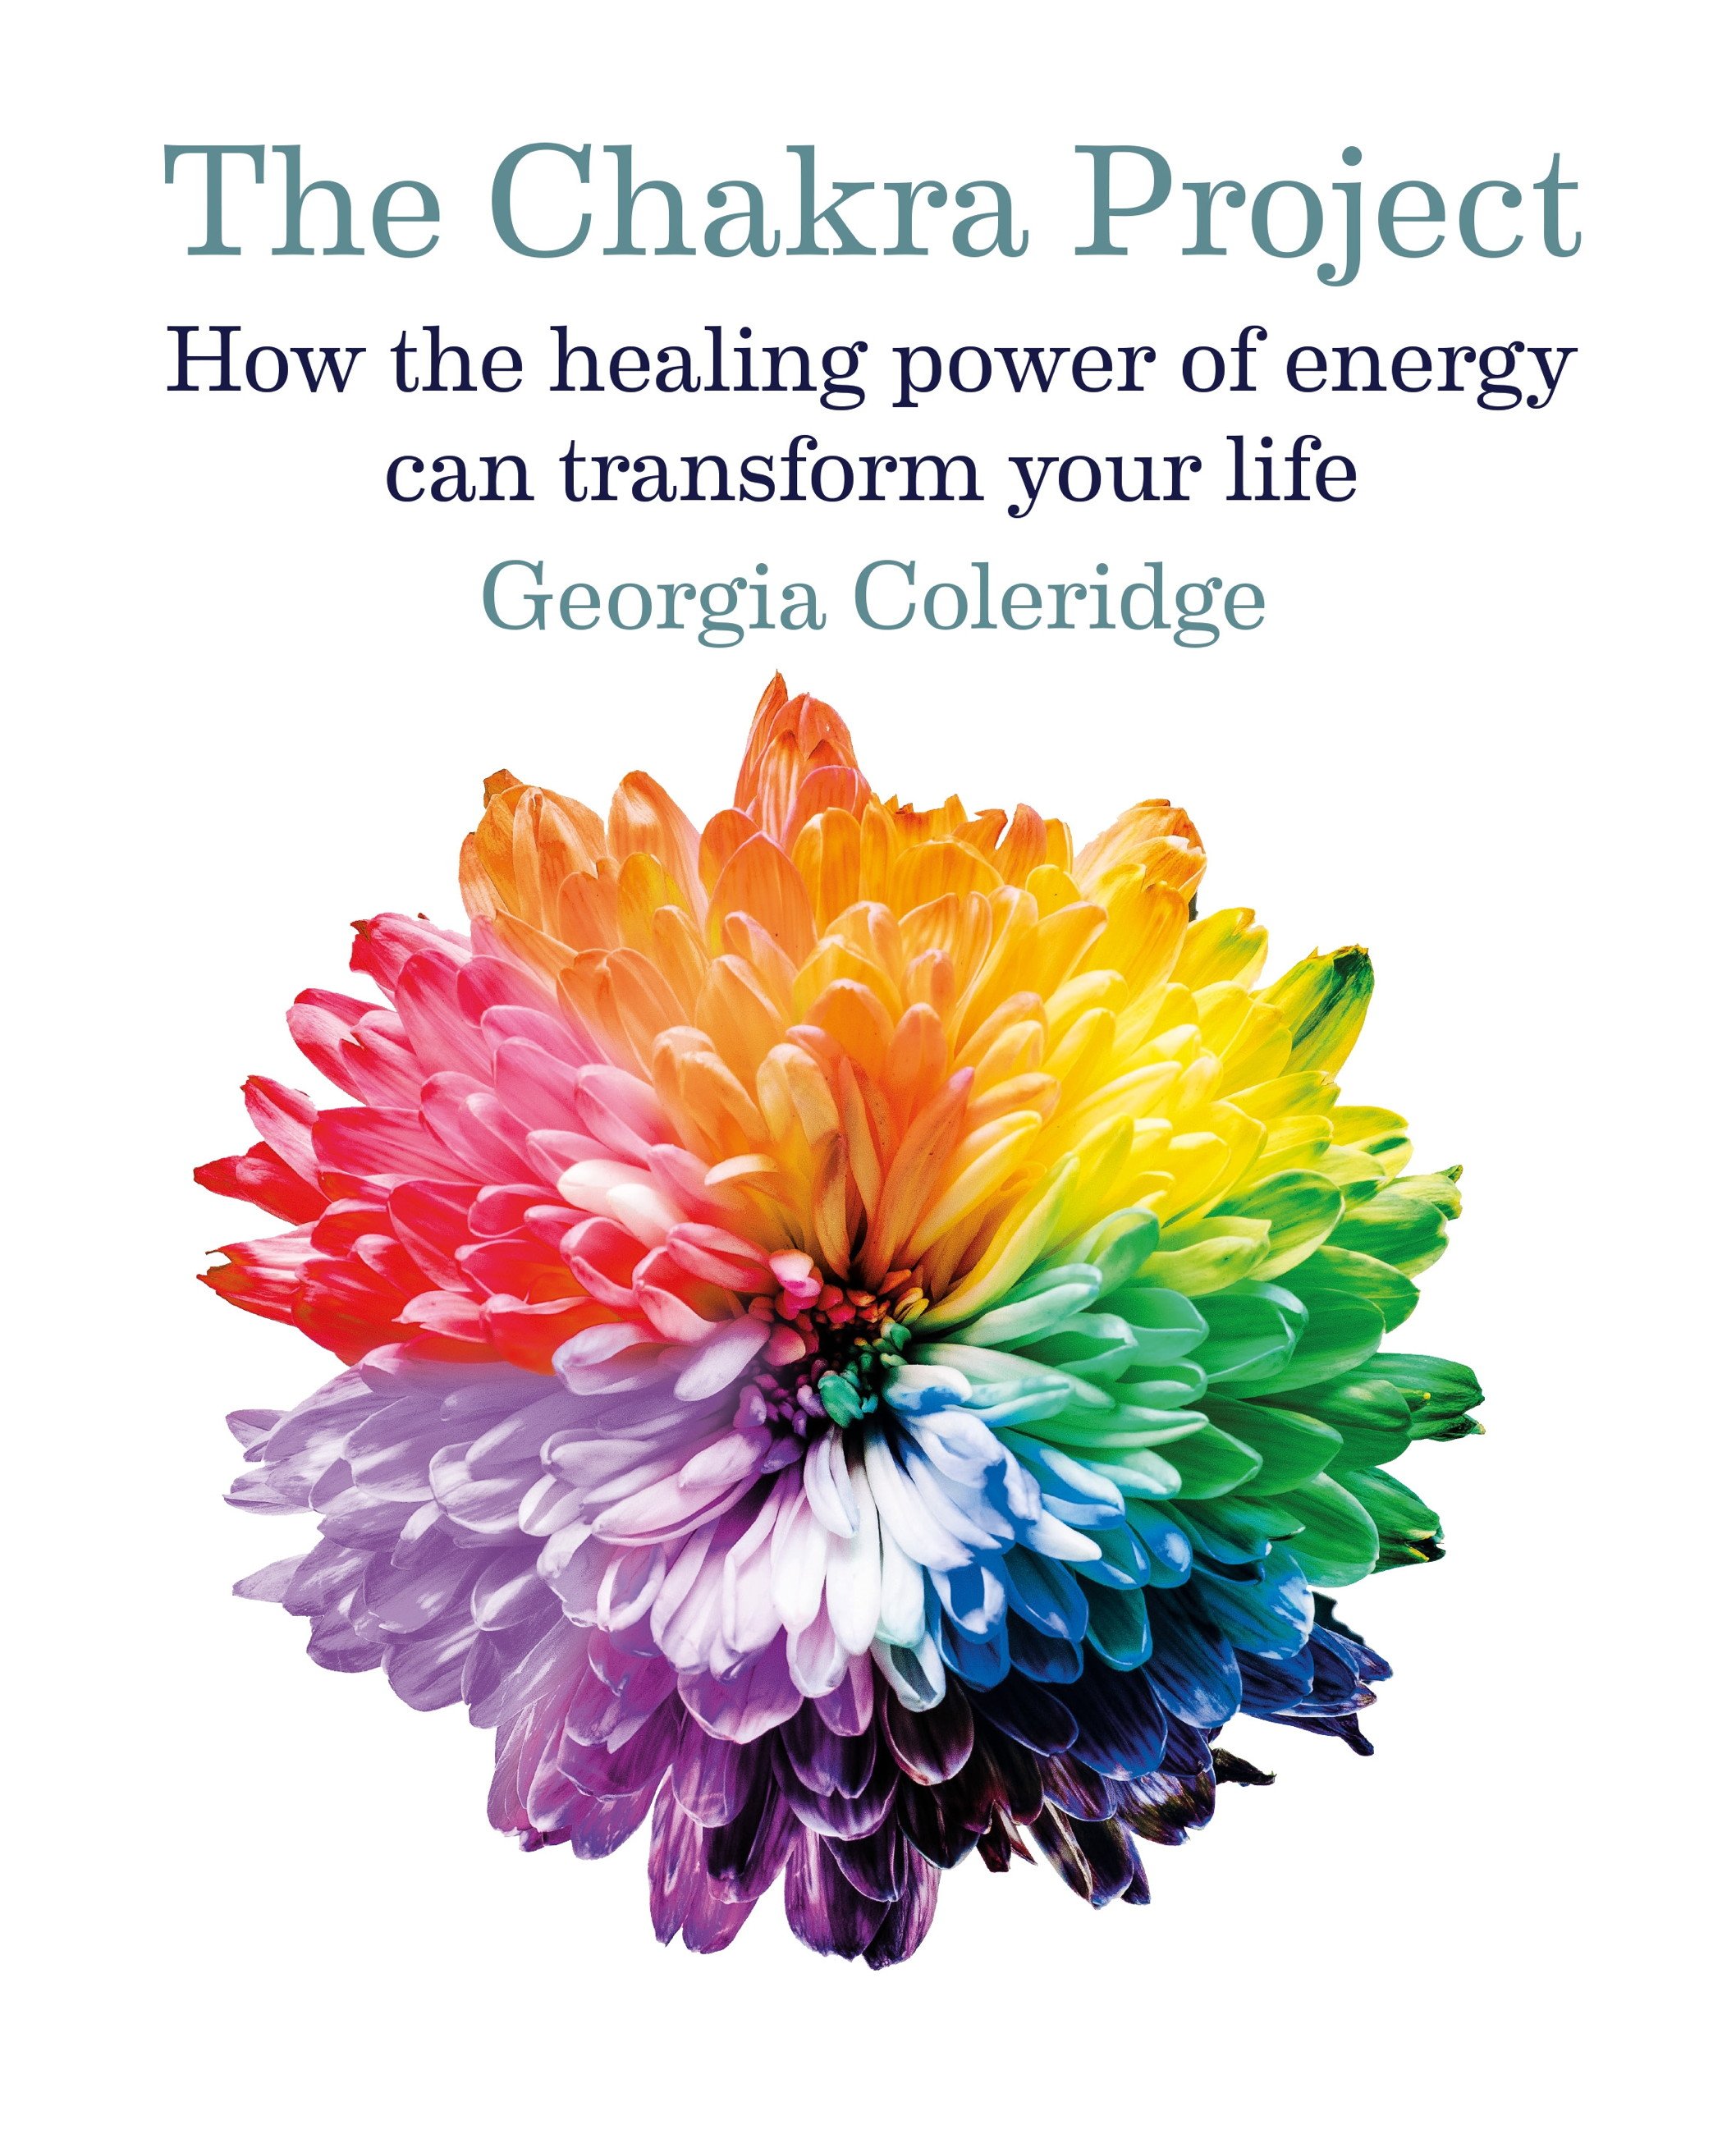 The Chakra Project
How the healing power of energy
can transform your life
Georgia Coleridge